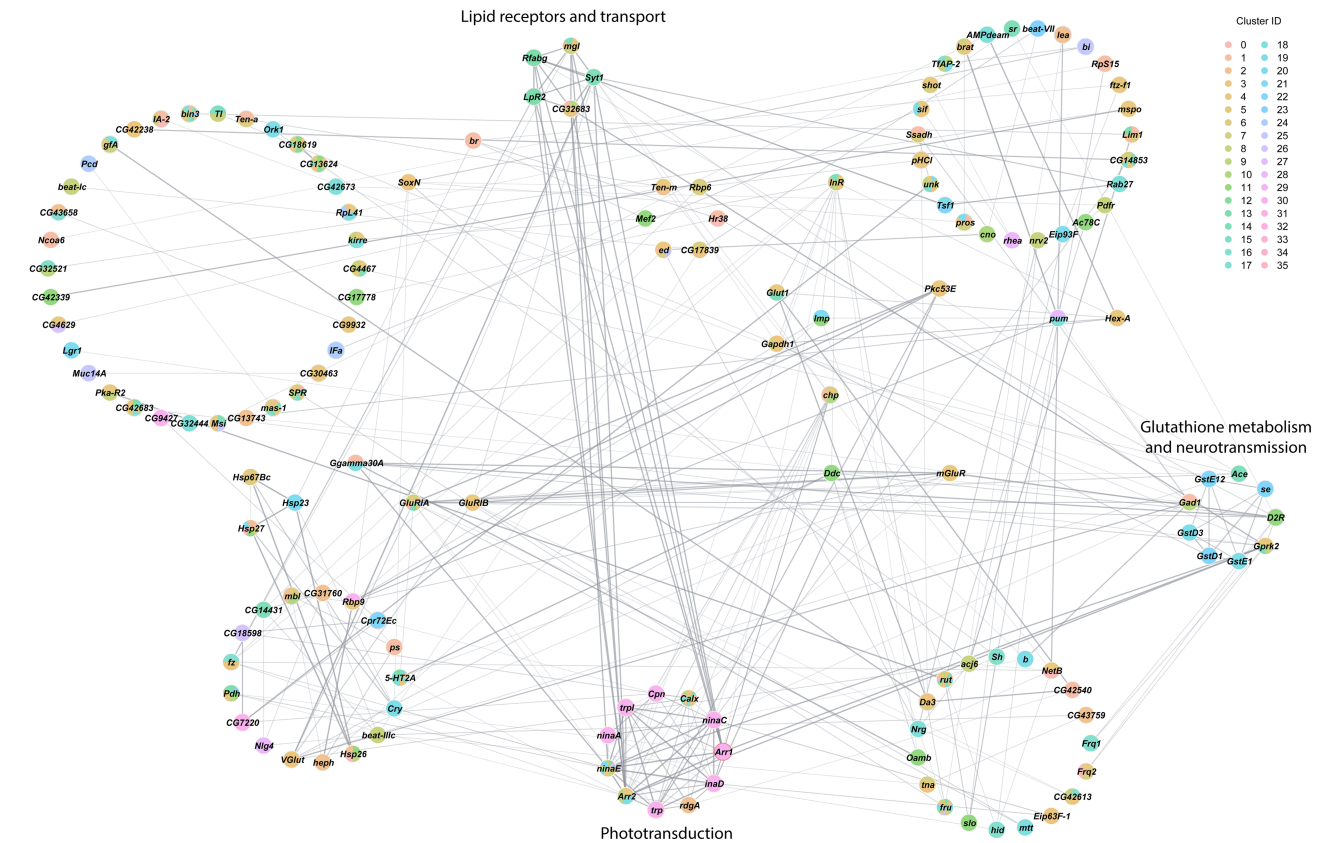 Lipid receptors and transport
mgl
Rfabg
Syt1
LpR2
CG32683
AMPdeam
sr
beat-VII
lea
bi
brat
TfAP-2
RpS15
shot
ftz-f1
sif
mspo
Ssadh
Lim1
pHCl
CG14853
unk
Rab27
Tsf1
Pdfr
pros
Ac78C
cno
rhea
nrv2
Eip93F
Cluster ID
0
1
2
3
4
5
6
7
8
9
10
11
12
13
14
15
16
17
18
19
20
21
22
23
24
25
26
27
28
29
30
31
32
33
34
35
IA-2
bin3
Tl
Ten-a
Ork1
CG42238
gfA
CG18619
CG13624
Pcd
CG42673
beat-Ic
RpL41
CG43658
kirre
Ncoa6
CG4467
CG32521
CG17778
CG42339
CG9932
CG4629
IFa
Lgr1
CG30463
Muc14A
SPR
Pka-R2
mas-1
CG42683
CG9427
CG32444
Msi
CG13743
br
SoxN
Ten-m
Rbp6
InR
Mef2
Hr38
ed
CG17839
Glut1
Pkc53E
Imp
pum
Hex-A
Gapdh1
chp
Ggamma30A
Ddc
mGluR
GluRIA
GluRIB
Hsp67Bc
Hsp23
Hsp27
Glutathione metabolism
and neurotransmission
GstE12
Ace
se
Gad1
D2R
GstD3
Gprk2
GstD1
GstE1
mbl
CG31760
Rbp9
CG14431
Cpr72Ec
CG18598
ps
fz
5-HT2A
Pdh
Cry
CG7220
beat-IIIc
Nlg4
Hsp26
VGlut
heph
Cpn
Calx
trpl
ninaC
ninaA
Arr1
ninaE
inaD
Arr2
rdgA
trp
Phototransduction
acj6
Sh
b
NetB
rut
CG42540
Da3
CG43759
Nrg
Frq1
Oamb
Frq2
tna
CG42613
fru
Eip63F-1
slo
hid
mtt